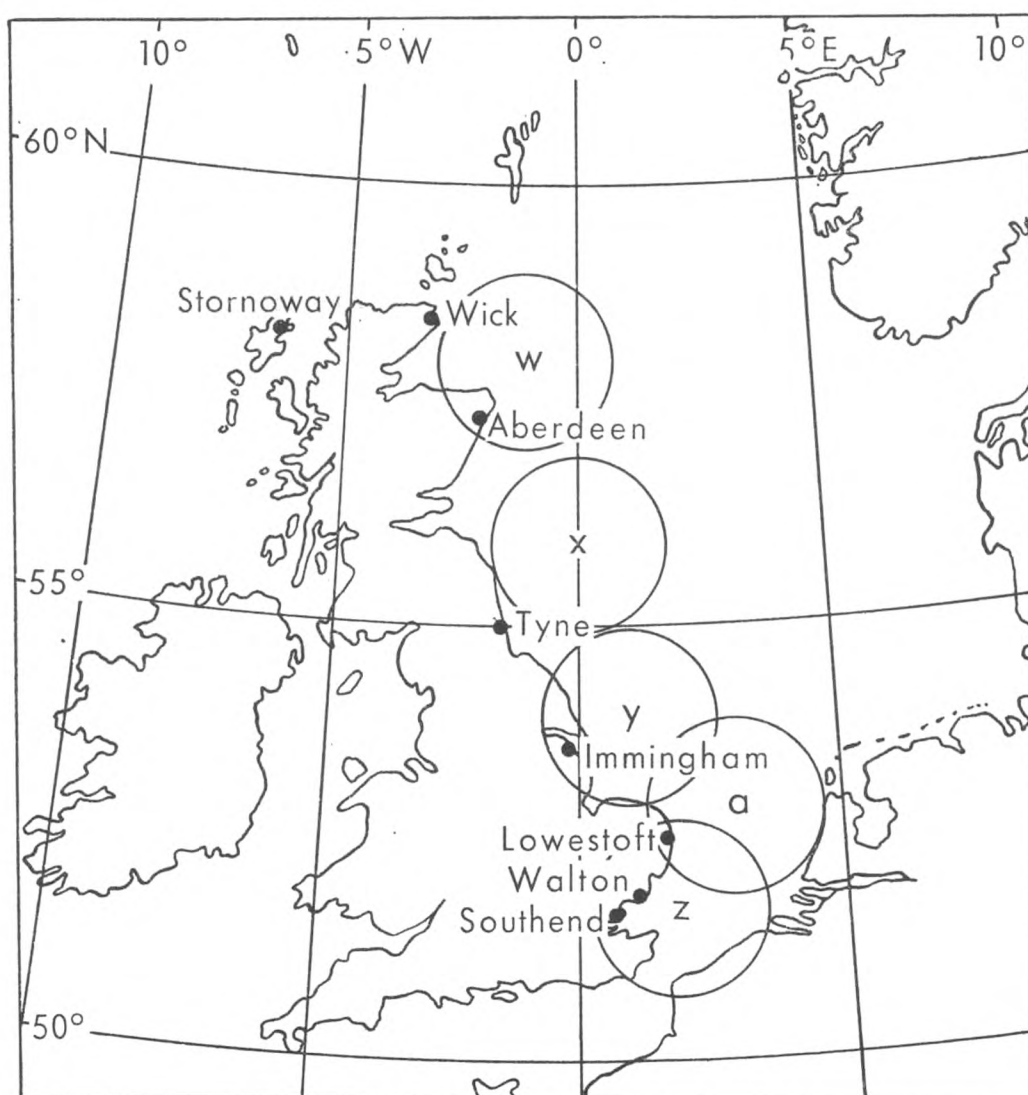 10° 5°W 0° 5°E 10°
60°N
Stornoway
Wick
w
Aberdeen
x
55°
Tyne
y
Immingham
a
Lowestoft
Walton
Southend
z
50°